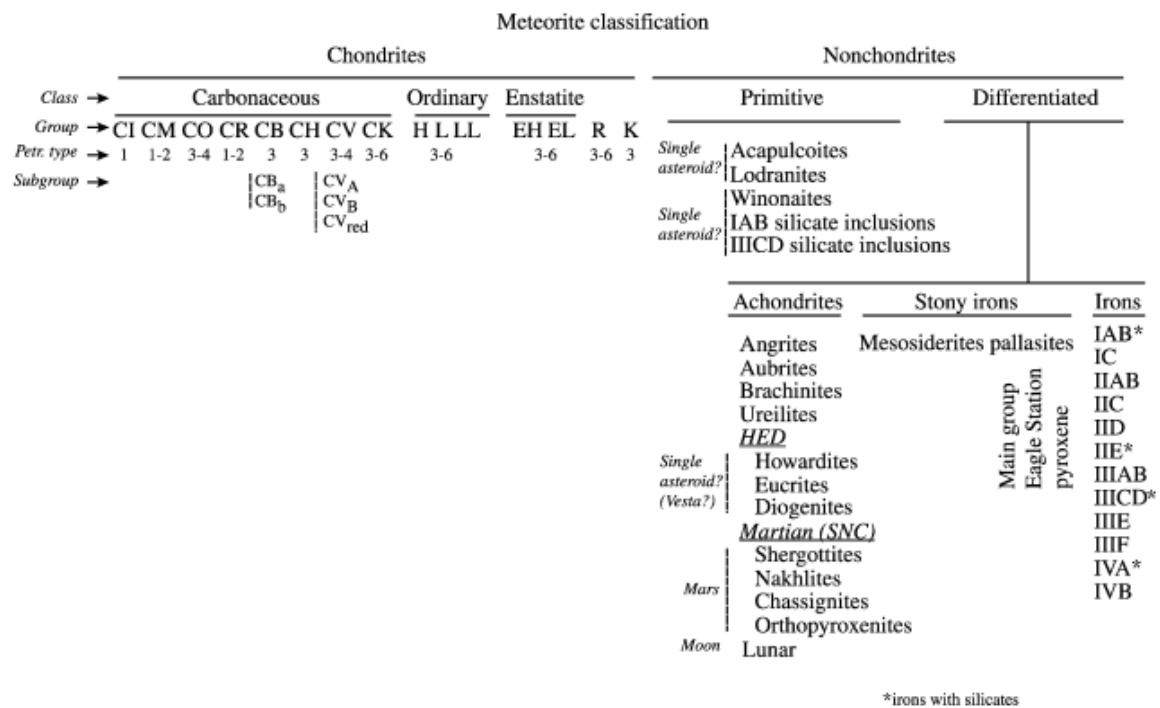 Meteorite classification
Chondrites Nonchondrites
Class → Carbonaceous Ordinary Enstatite Primitive Differentiated
Group → CI CM CO CR CB CH CV CK H L LL EH EL R K
Petr. type → 1 1-2 3-4 1-2 3 3 3-4 3-6 3-6 3-6 3-6 3
Subgroup → CBa CVA
CBb CVB
CVred
Single asteroid? Acapulcoites
Lodranites
Single asteroid? Winonaites
IAB silicate inclusions
IIICD silicate inclusions
Achondrites Stony irons Irons
Angrites
Aubrites
Brachinites
Ureilites
HED
Single asteroid? (Vesta?)
Howardites
Eucrites
Diogenites
Martian (SNC)
Mars
Shergottites
Nakhlites
Chassignites
Orthopyroxenites
Moon Lunar
Mesosiderites pallasites
Main group
Eagle Station
pyroxene
IAB*
IC
IIAB
IIC
IID
IIE*
IIIAB
IIICD*
IIIE
IIIF
IVA*
IVB
*irons with silicates